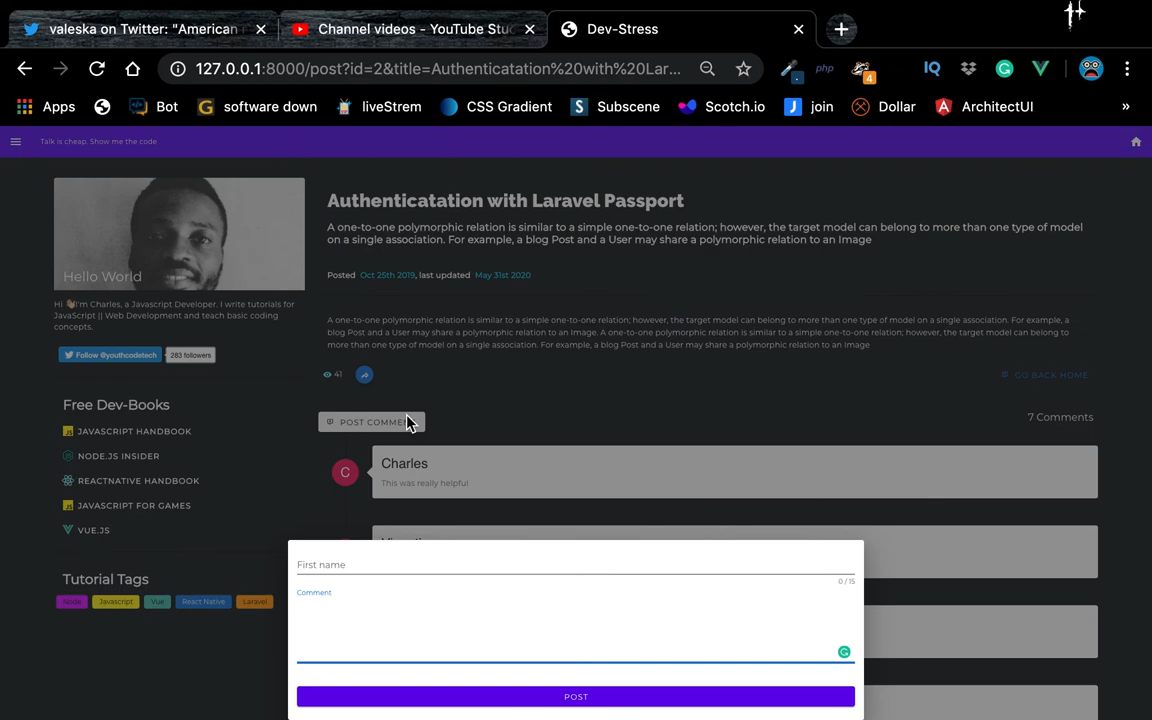 valeska on Twitter: "American
Channel videos - YouTube Stu
Dev-Stress
127.0.0.1:8000/post?id=2&title=Authenticatation%20with%20Lar...
php
4
IQ
Apps
Bot
software down
liveStrem
CSS Gradient
Subscene
Scotch.io
join
Dollar
ArchitectUI
»
Talk is cheap. Show me the code
Hello World
Hi 👋🏽I'm Charles, a Javascript Developer. I write tutorials for
JavaScript || Web Development and teach basic coding
concepts.
Follow @youthcodetech
283 followers
Free Dev-Books
JAVASCRIPT HANDBOOK
NODE.JS INSIDER
REACTNATIVE HANDBOOK
JAVASCRIPT FOR GAMES
VUE.JS
Tutorial Tags
Node
Javascript
Vue
React Native
Laravel
Authenticatation with Laravel Passport
A one-to-one polymorphic relation is similar to a simple one-to-one relation; however, the target model can belong to more than one type of model
on a single association. For example, a blog Post and a User may share a polymorphic relation to an Image
Posted Oct 25th 2019, last updated May 31st 2020
A one-to-one polymorphic relation is similar to a simple one-to-one relation; however, the target model can belong to more than one type of model on a single association. For example, a
blog Post and a User may share a polymorphic relation to an Image. A one-to-one polymorphic relation is similar to a simple one-to-one relation; however, the target model can belong to
more than one type of model on a single association. For example, a blog Post and a User may share a polymorphic relation to an Image
41
GO BACK HOME
POST COMME
7 Comments
C
Charles
This was really helpful
First name
0 / 15
Comment
POST